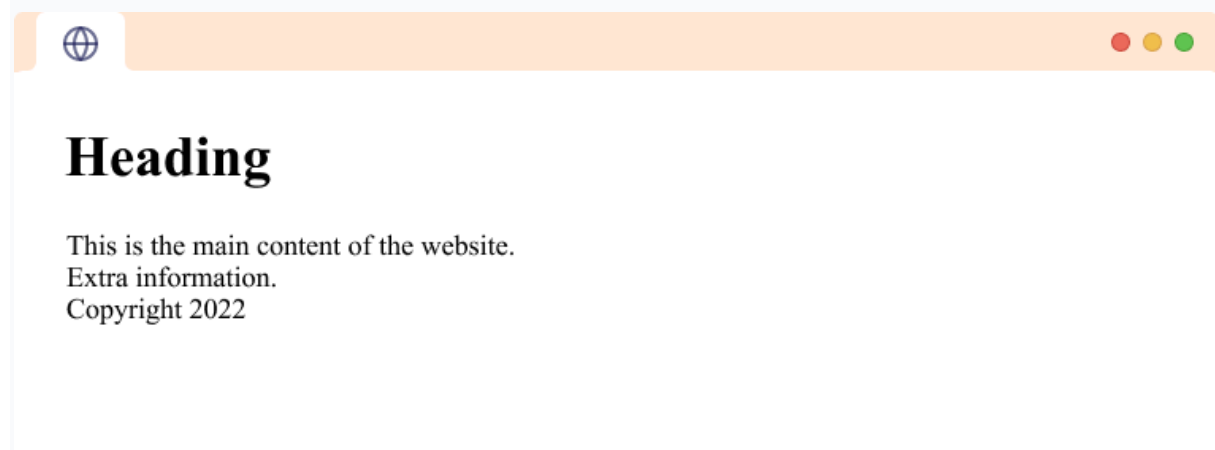 Heading
This is the main content of the website.
Extra information.
Copyright 2022